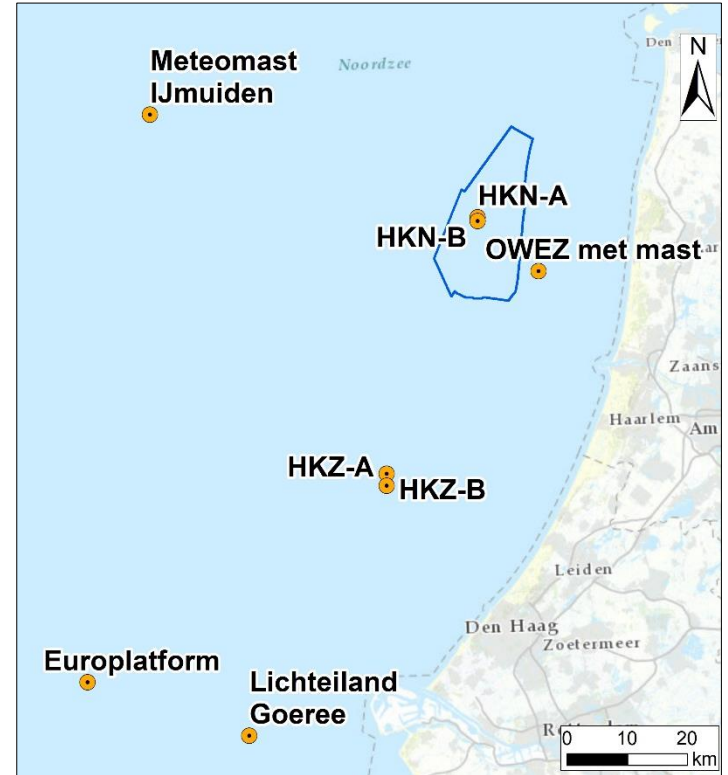 Meteomast
IJmuiden
Noordzee
Den
N
HKN-A
HKN-B
OWEZ met mast
Zaans
Haarlem
Am
HKZ-A
HKZ-B
Leiden
Den Haag
Zoetermeer
Europlatform
Lichteiland
Goeree
0 10 20
km